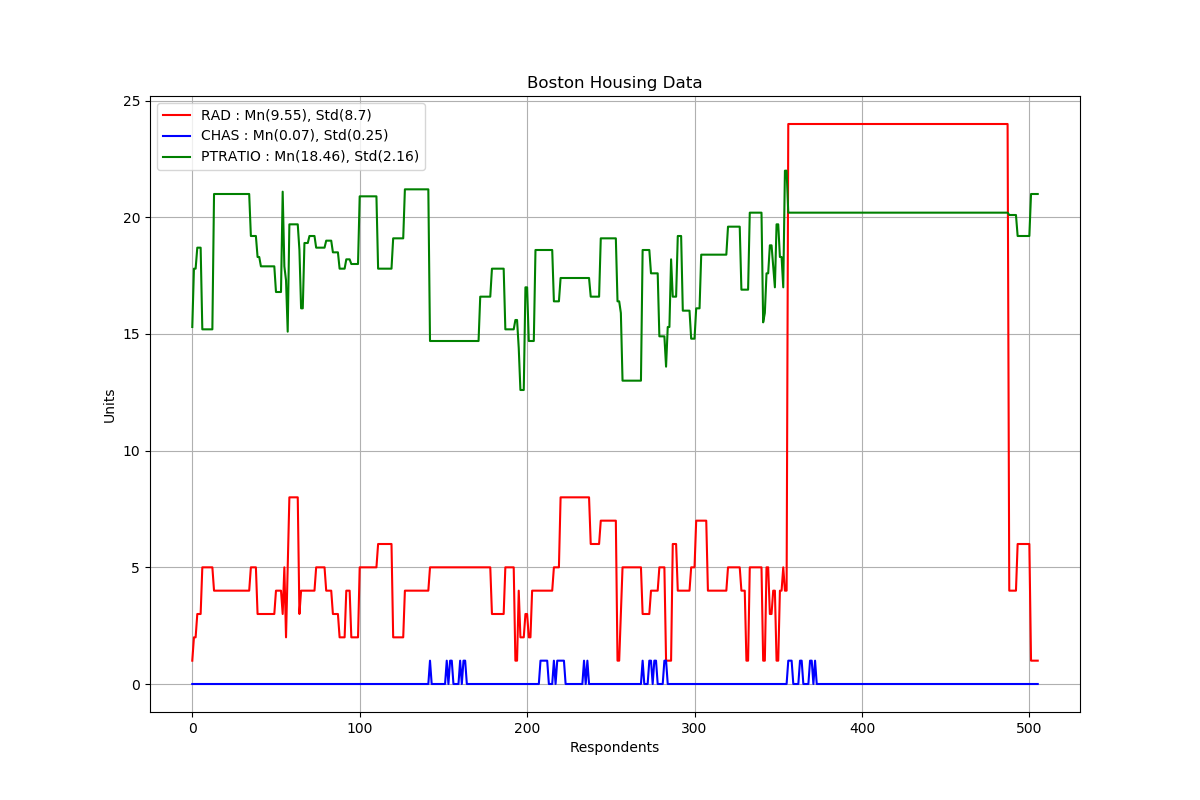 Boston Housing Data
RAD : Mn(9.55), Std(8.7)
CHAS : Mn(0.07), Std(0.25)
PTRATIO : Mn(18.46), Std(2.16)
25
20
15
10
5
0
Units
0 100 200 300 400 500
Respondents